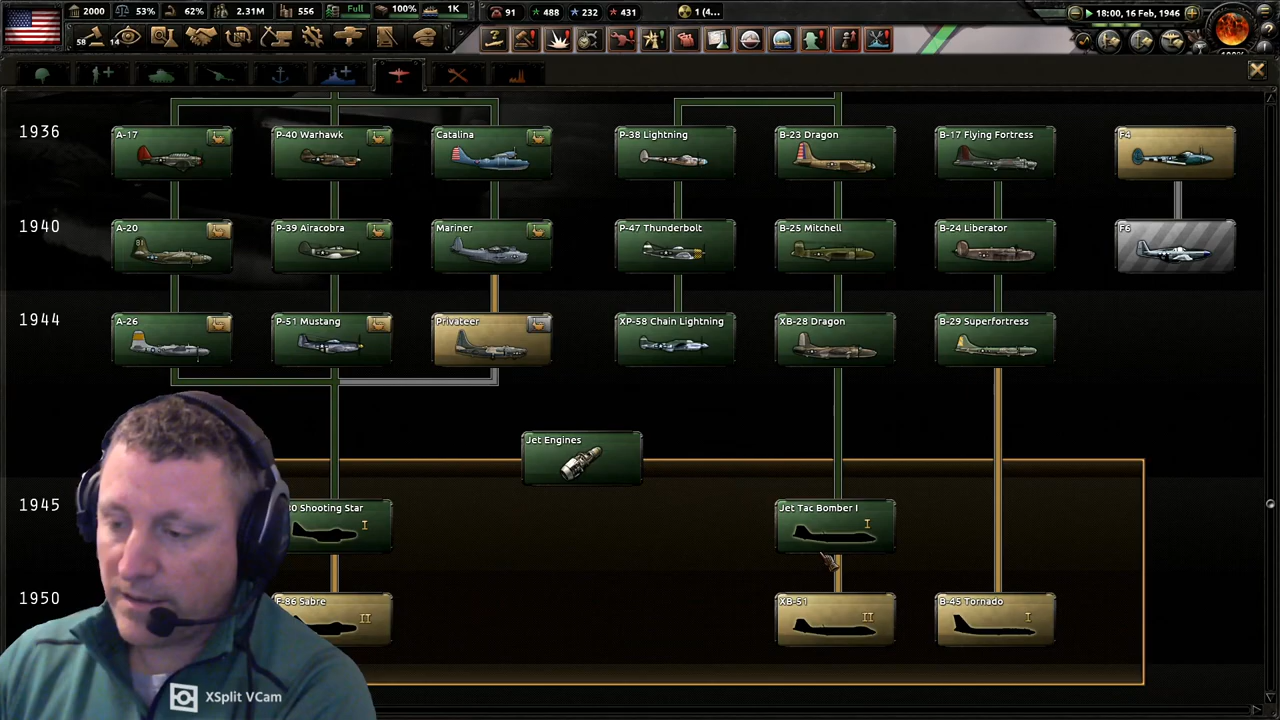 2000 53% 62% 2.31M 556 Full 100% 1K 91 488 232 431 1 (4... 18:00, 16 Feb, 1946
58 14 100%
1936 A-17 P-40 Warhawk Catalina P-38 Lightning B-23 Dragon B-17 Flying Fortress F4
1940 A-20 P-39 Airacobra Mariner P-47 Thunderbolt B-25 Mitchell B-24 Liberator F6
1944 A-26 P-51 Mustang Privateer XP-58 Chain Lightning XB-28 Dragon B-29 Superfortress
Jet Engines
1945 0 Shooting Star I Jet Tac Bomber I I
1950 F-86 Sabre II XB-51 II B-45 Tornado I
XSplit VCam